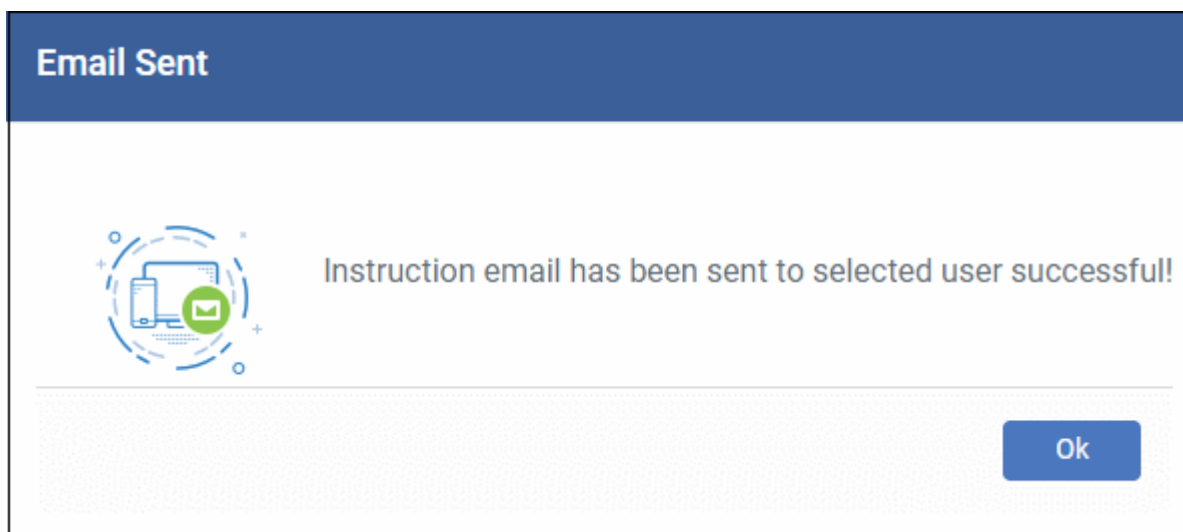 Email Sent
Instruction email has been sent to selected user successful!
Ok